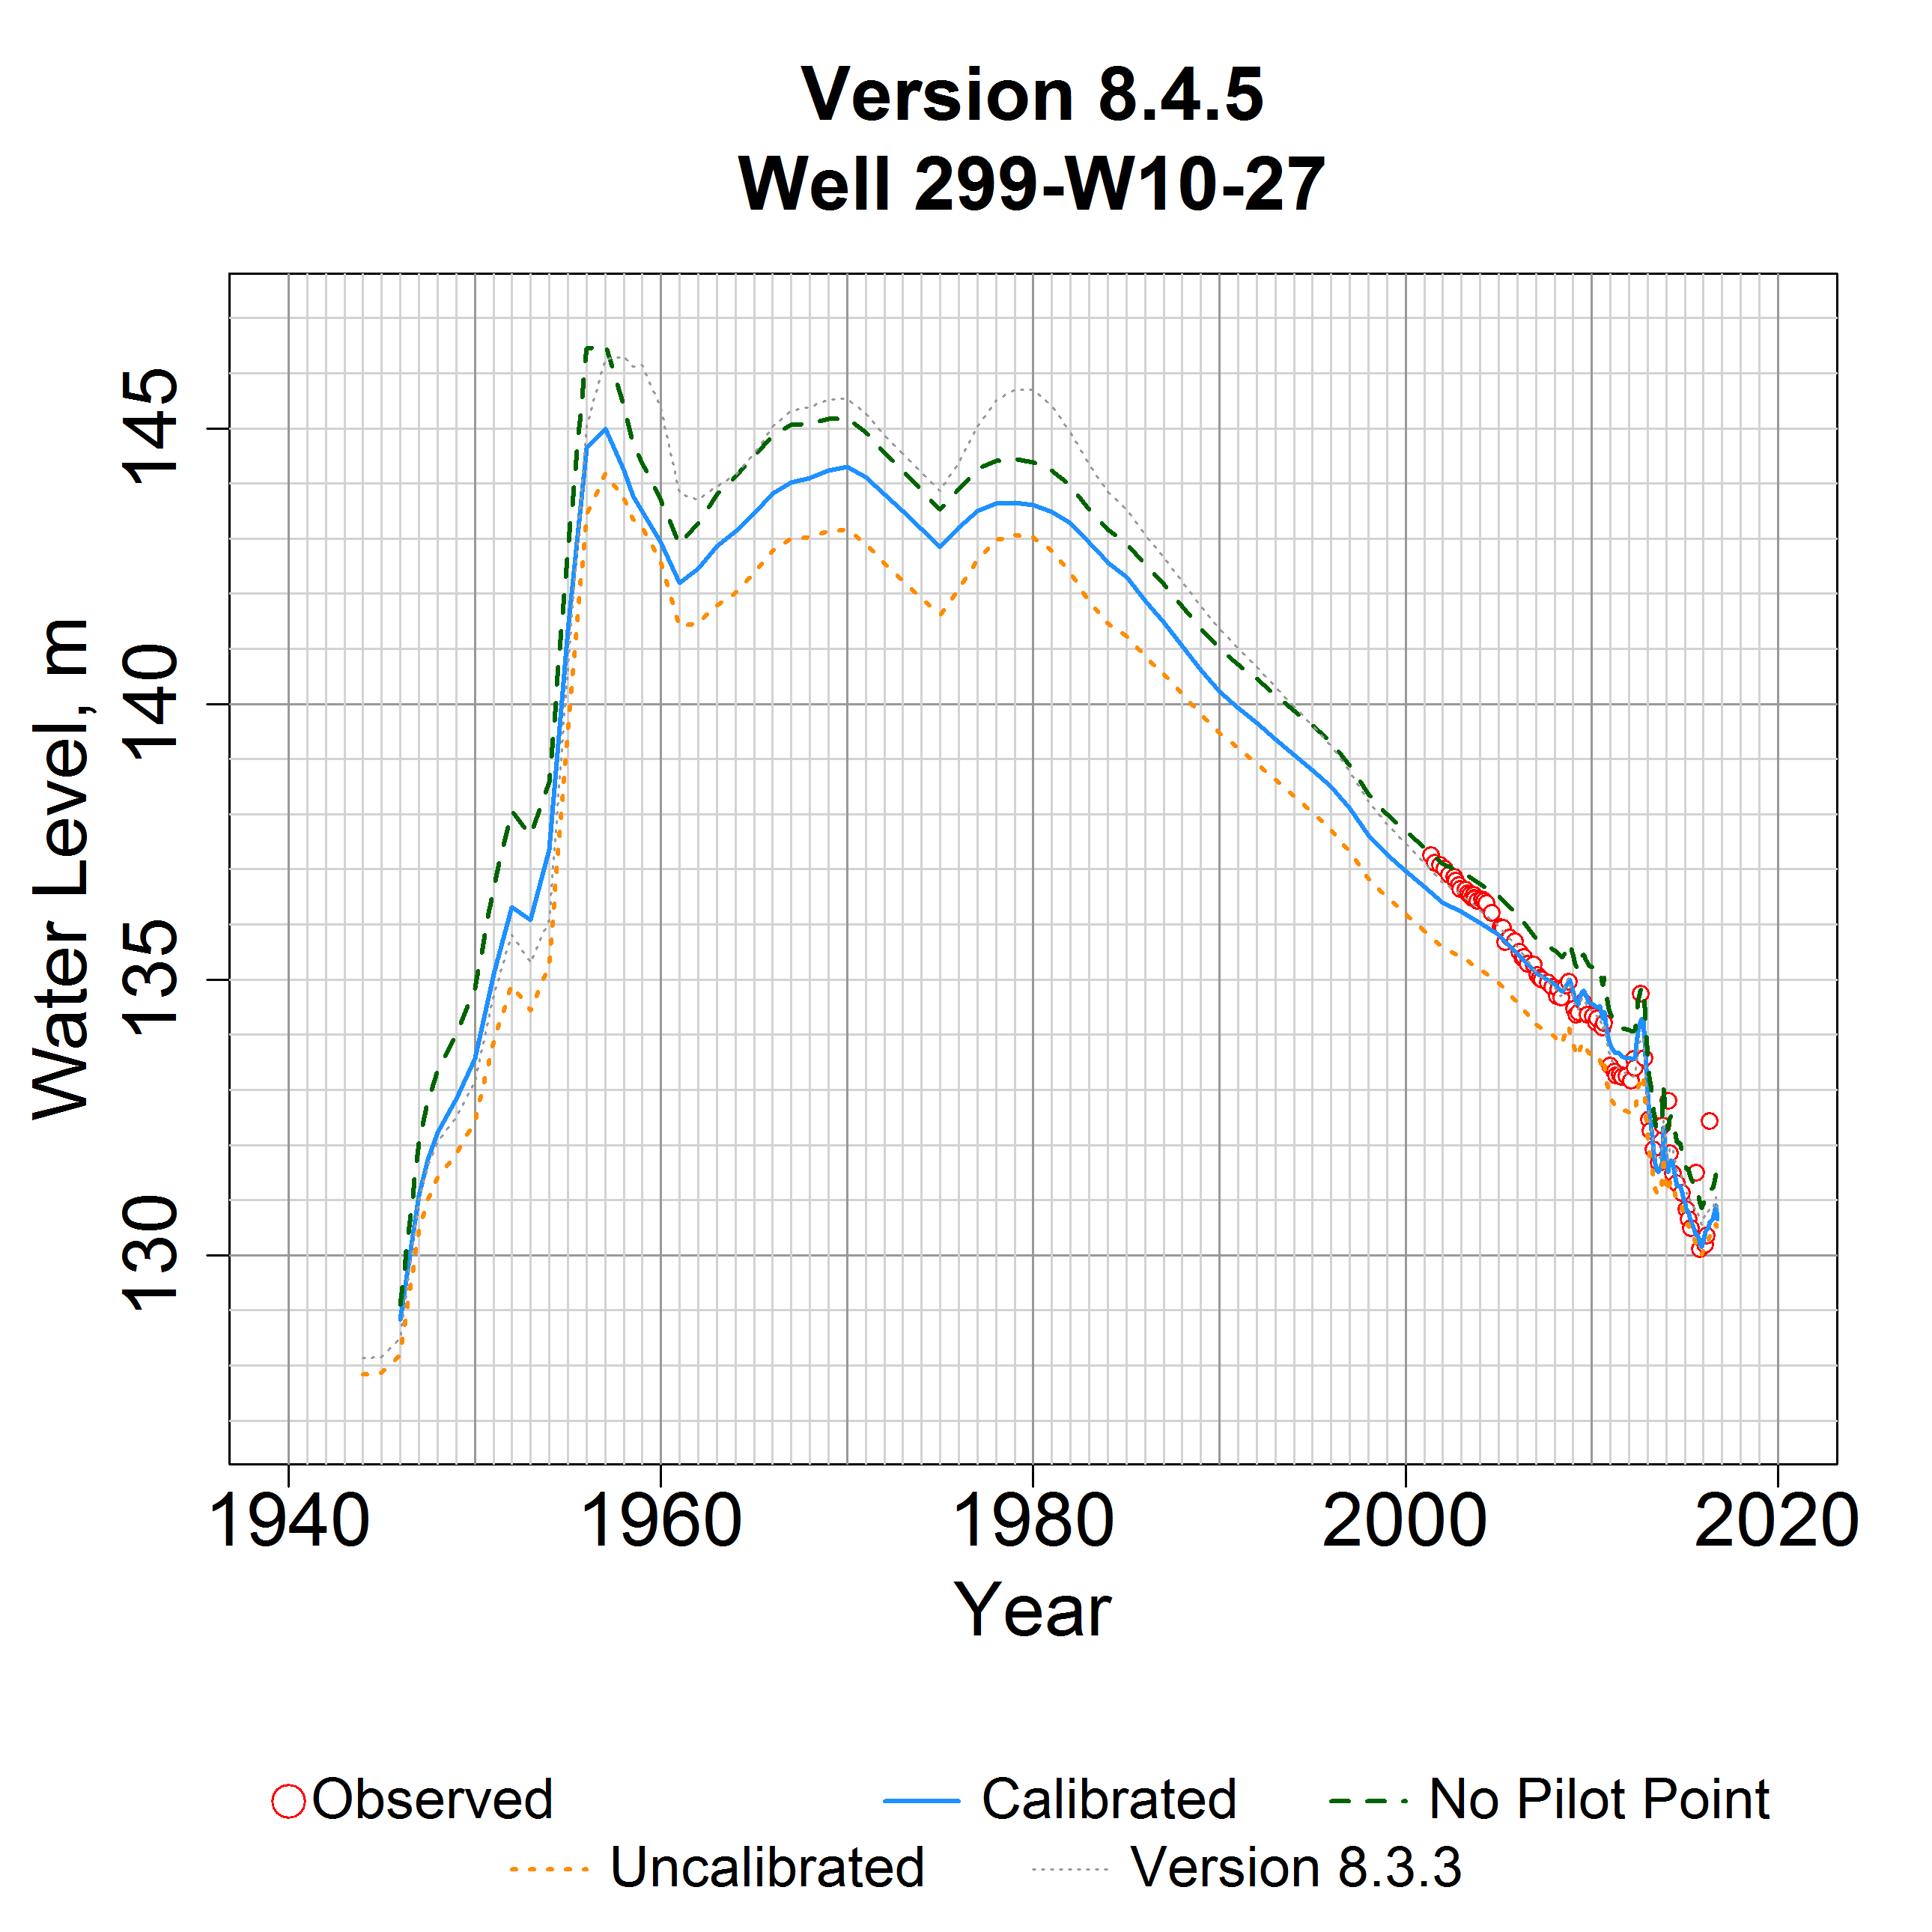 Version 8.4.5
Well 299-W10-27
Water Level, m
145
140
135
130
1940 1960 1980 2000 2020
Year
Observed Calibrated No Pilot Point
Uncalibrated Version 8.3.3